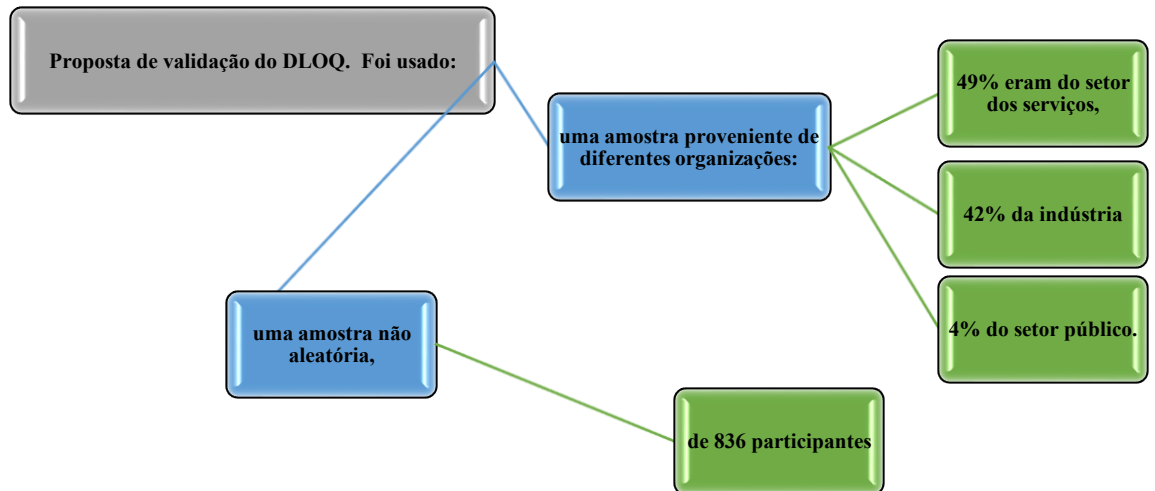 Proposta de validação do DLOQ. Foi usado:
uma amostra proveniente de
diferentes organizações:
49% eram do setor
dos serviços,
42% da indústria
4% do setor público.
uma amostra não
aleatória,
de 836 participantes